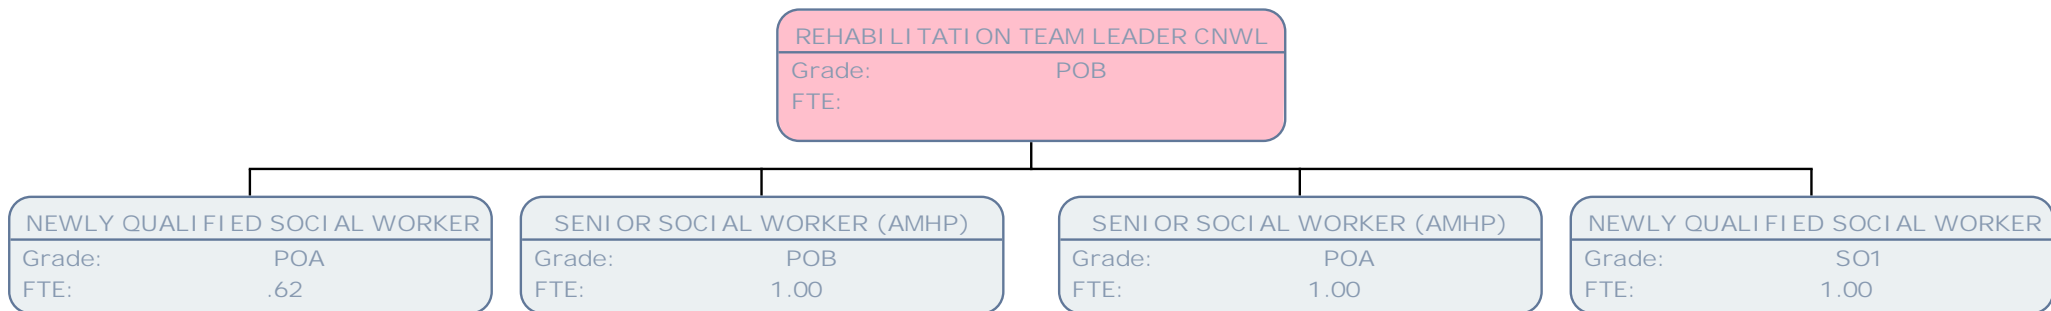 REHABILITATION TEAM LEADER CNWL
Grade: POB
FTE:
NEWLY QUALIFIED SOCIAL WORKER
Grade: POA
FTE: .62
SENIOR SOCIAL WORKER (AMHP)
Grade: POB
FTE: 1.00
SENIOR SOCIAL WORKER (AMHP)
Grade: POA
FTE: 1.00
NEWLY QUALIFIED SOCIAL WORKER
Grade: SO1
FTE: 1.00